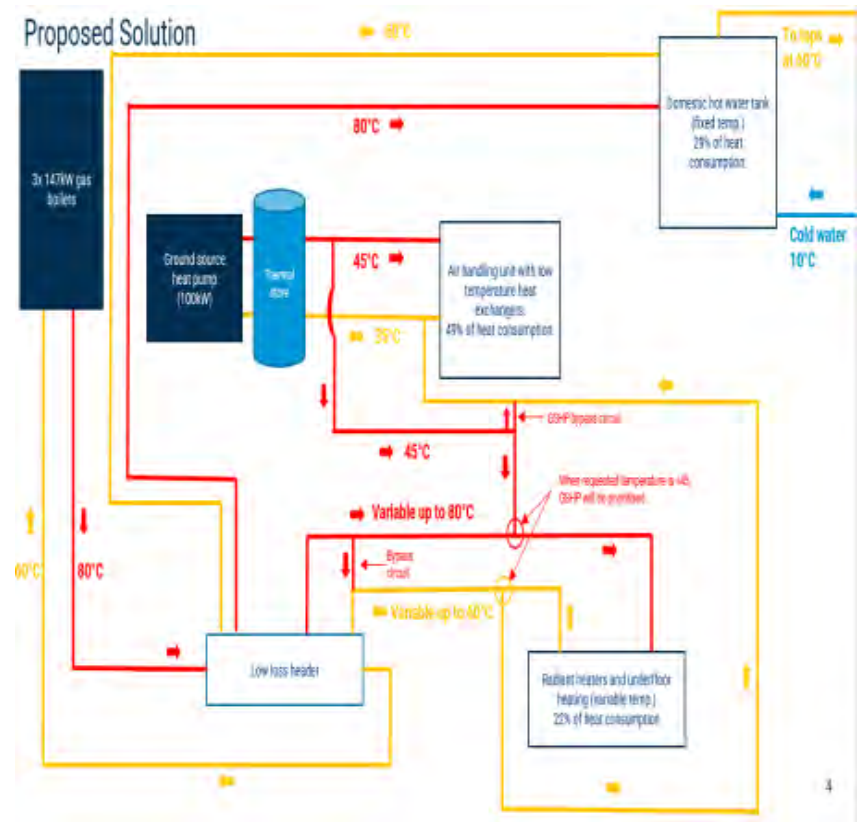 Proposed Solution
60°C
To taps
at 60°C
3x 147kW gas
boilers
80°C
Domestic hot water tank
(fixed temp.)
29% of heat
consumption
Cold water
10°C
Ground source
heat pump
(100kW)
Thermal
store
45°C
35°C
Air handling unit with low
temperature heat
exchangers
49% of heat consumption
GSHP bypass circuit
45°C
When requested temperature is <45,
GSHP will be prioritised
Variable up to 80°C
Bypass
circuit
60°C
80°C
Variable up to 60°C
Low loss header
Radiant heaters and underfloor
heating (variable temp.)
22% of heat consumption
4